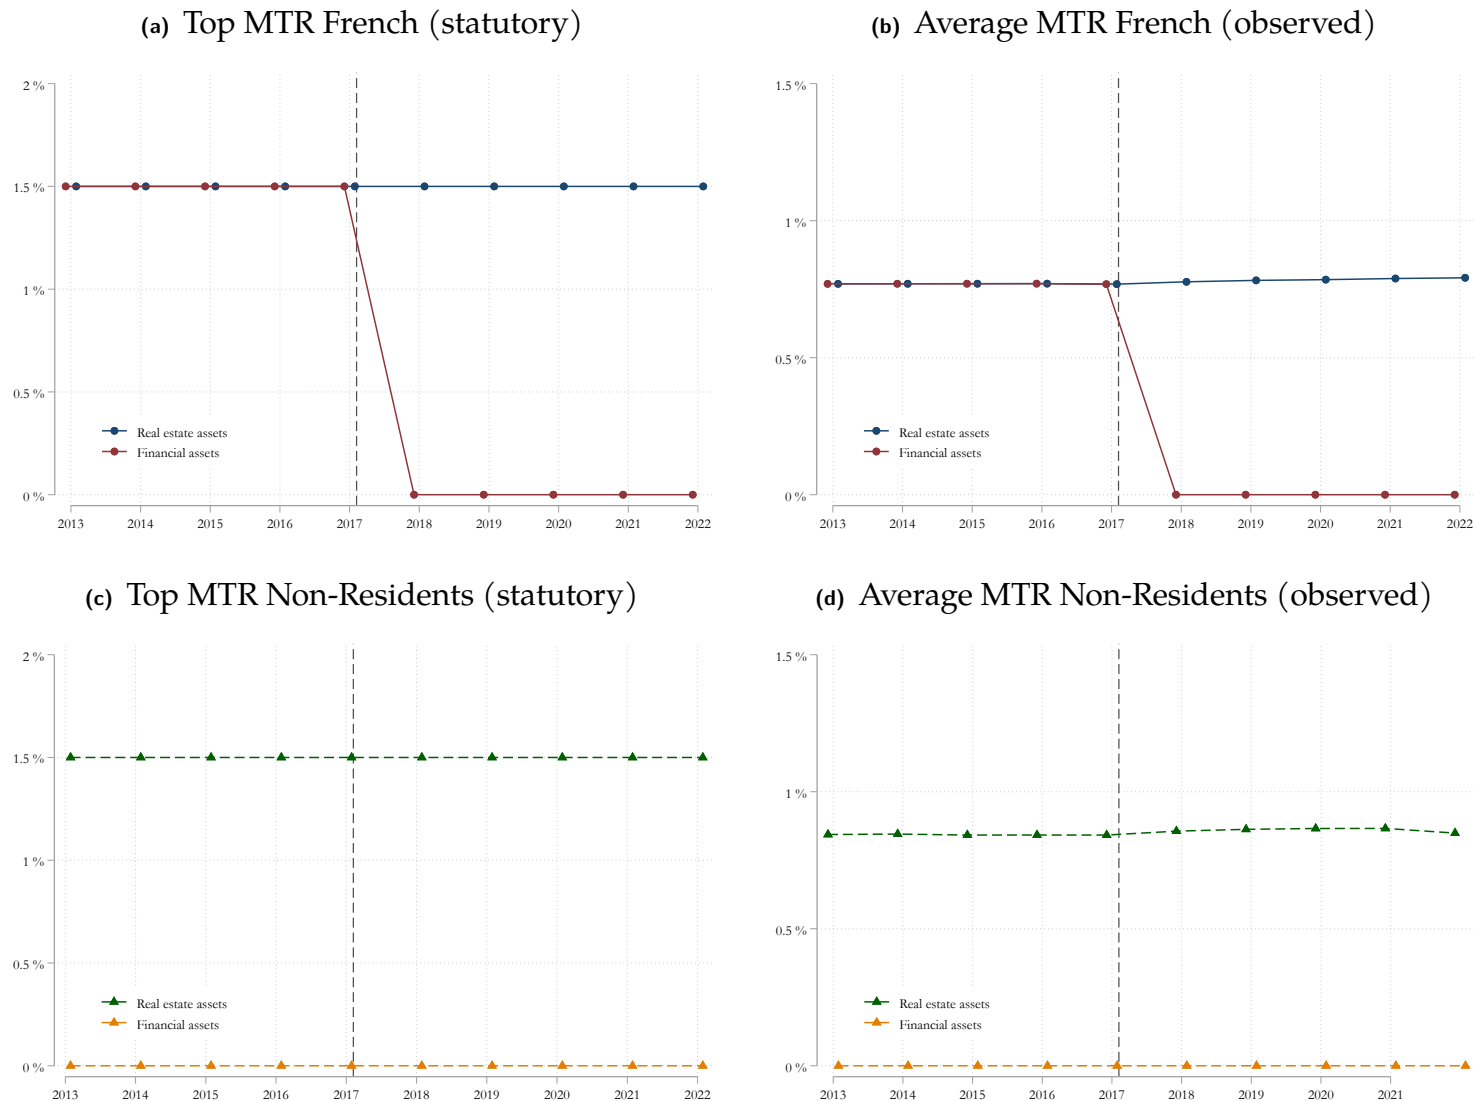 (a) Top MTR French (statutory)
2 %
1.5 %
1 %
0.5 %
0 %
Real estate assets
Financial assets
2013 2014 2015 2016 2017 2018 2019 2020 2021 2022
(b) Average MTR French (observed)
1.5 %
1 %
0.5 %
0 %
Real estate assets
Financial assets
2013 2014 2015 2016 2017 2018 2019 2020 2021 2022
(c) Top MTR Non-Residents (statutory)
2 %
1.5 %
1 %
0.5 %
0 %
Real estate assets
Financial assets
2013 2014 2015 2016 2017 2018 2019 2020 2021 2022
(d) Average MTR Non-Residents (observed)
1.5 %
1 %
0.5 %
0 %
Real estate assets
Financial assets
2013 2014 2015 2016 2017 2018 2019 2020 2021